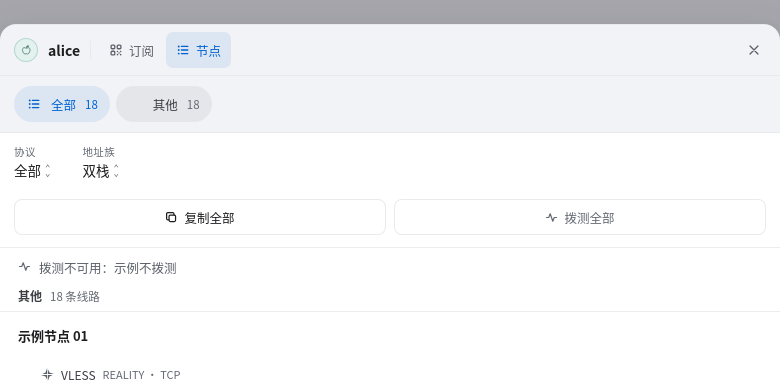 alice 订阅 节点
全部 18 其他 18
协议 地址族
全部 双栈
复制全部 拨测全部
拨测不可用：示例不拨测
其他 18 条线路
示例节点 01
VLESS REALITY • TCP